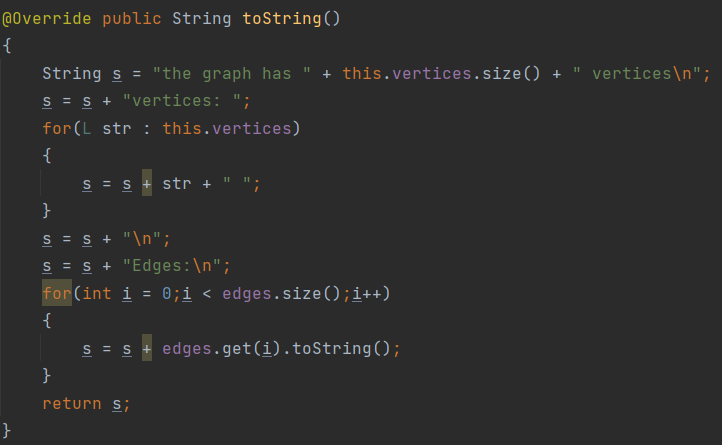 @Override public String toString()
{
    String s = "the graph has " + this.vertices.size() + " vertices\n";
    s = s + "vertices: ";
    for(L str : this.vertices)
    {
        s = s + str + " ";
    }
    s = s + "\n";
    s = s + "Edges:\n";
    for(int i = 0;i < edges.size();i++)
    {
        s = s + edges.get(i).toString();
    }
    return s;
}